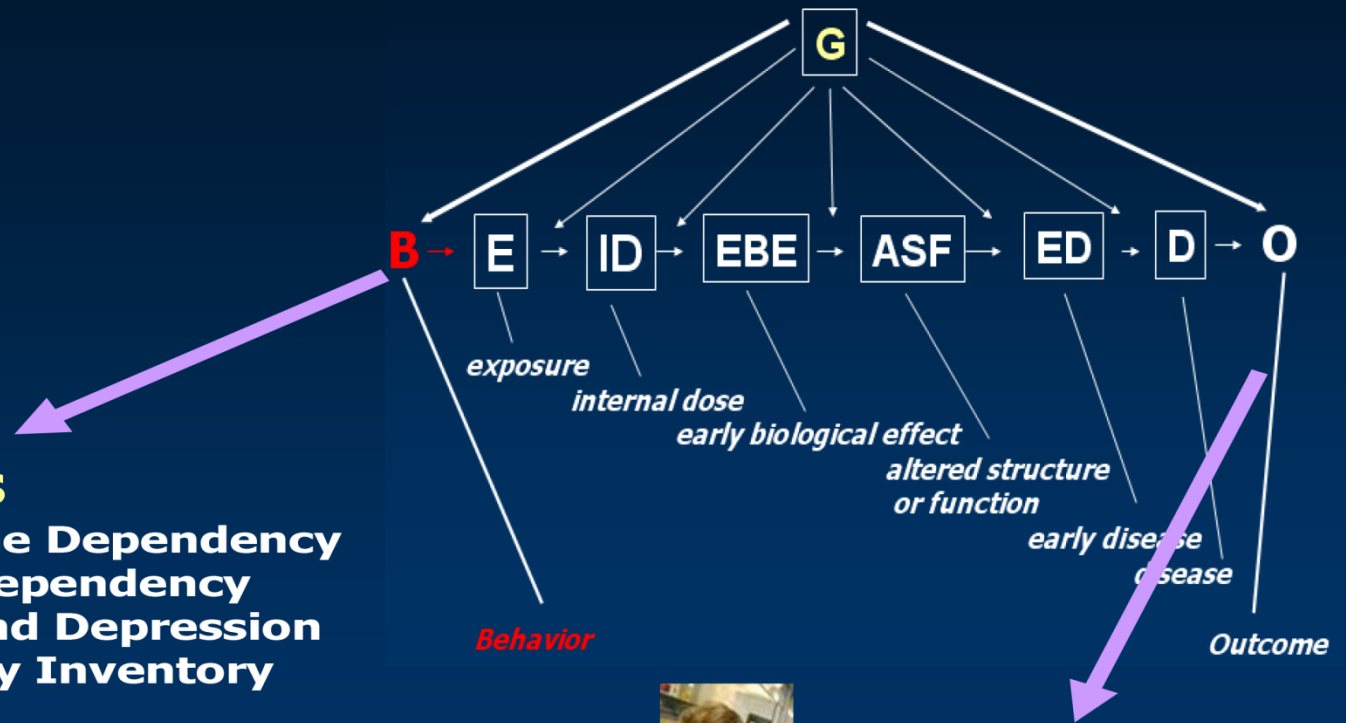 G
B E ID EBE ASF ED D O
exposure
internal dose
early biological effect
altered structure
or function
early disease
disease
Dependency
nd Depression
Inventory
Behavior
Outcome